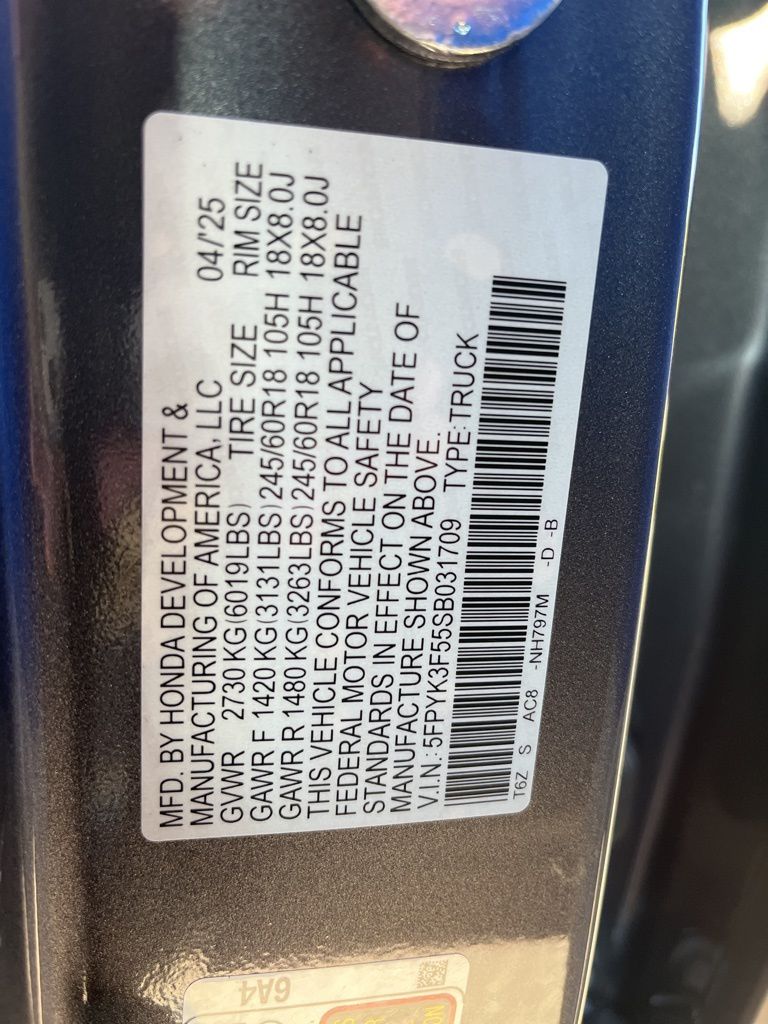 MFD. BY HONDA DEVELOPMENT &
MANUFACTURING OF AMERICA, LLC 04/'25
GVWR 2730 KG(6019LBS) TIRE SIZE RIM SIZE
GAWR F 1420 KG(3131LBS)245/60R18 105H 18X8.0J
GAWR R 1480 KG(3263LBS)245/60R18 105H 18X8.0J
THIS VEHICLE CONFORMS TO ALL APPLICABLE
FEDERAL MOTOR VEHICLE SAFETY
STANDARDS IN EFFECT ON THE DATE OF
MANUFACTURE SHOWN ABOVE.
V.I.N.: 5FPYK3F55SB031709 TYPE:TRUCK
T6Z S AC8 -NH797M -D -B
6A4